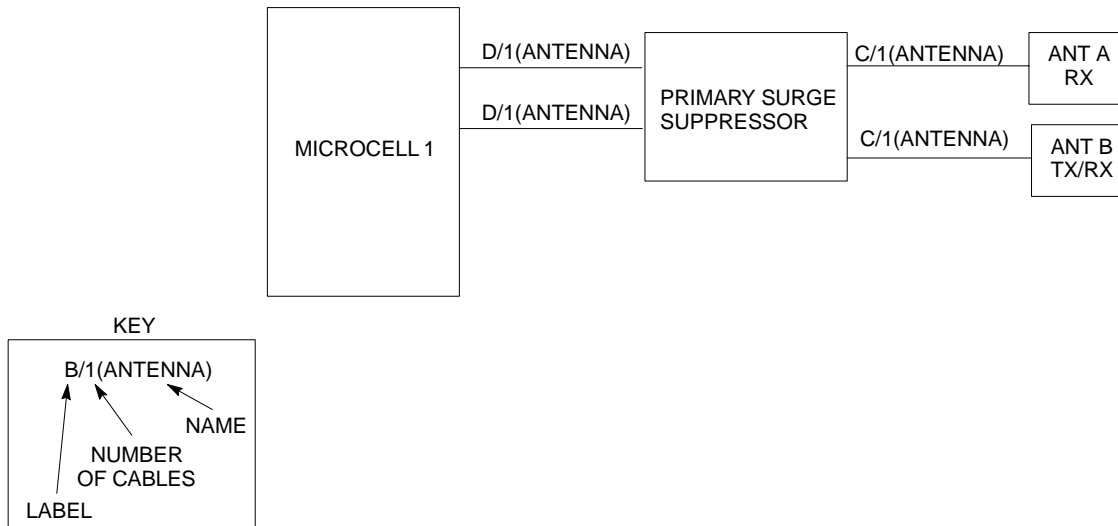 D/1(ANTENNA)
C/1(ANTENNA)
ANT A
RX
D/1(ANTENNA)
PRIMARY SURGE
SUPPRESSOR
MICROCELL 1
C/1(ANTENNA)
ANT B
TX/RX
KEY
B/1(ANTENNA)
NAME
NUMBER
OF CABLES
LABEL